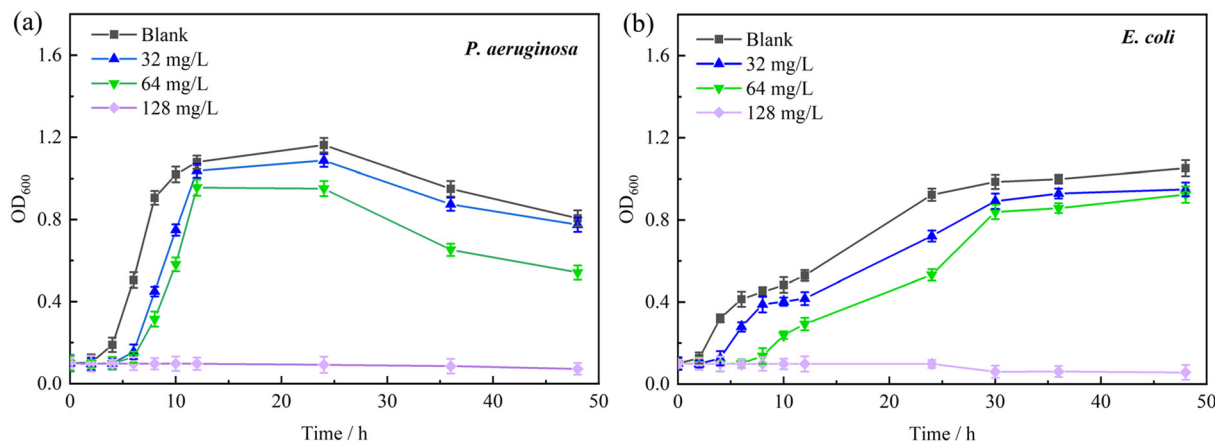 (a)
P. aeruginosa
Blank
32 mg/L
64 mg/L
128 mg/L
OD600
1.6
1.2
0.8
0.4
0.0
0 10 20 30 40 50
Time / h
(b)
E. coli
Blank
32 mg/L
64 mg/L
128 mg/L
OD600
1.6
1.2
0.8
0.4
0.0
0 10 20 30 40 50
Time / h